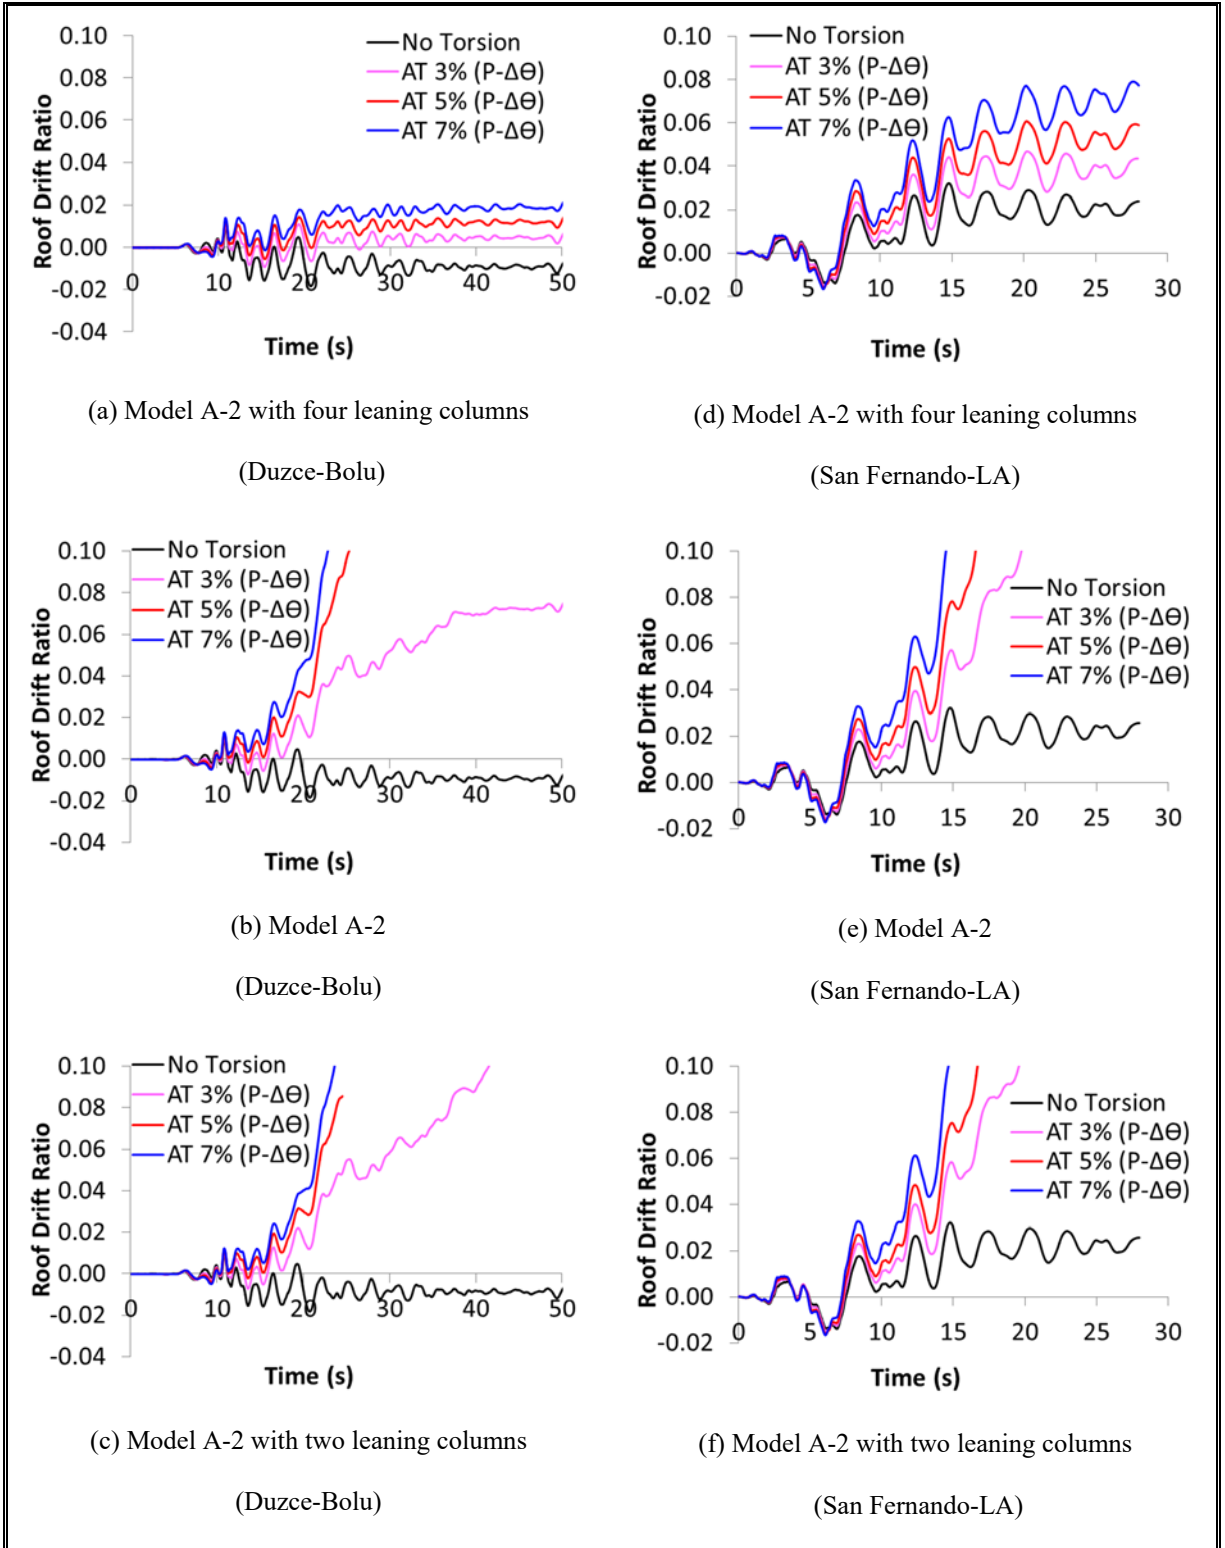 0.10
0.08
0.06
0.04
0.02
0.00
-0.02
-0.04
Roof Drift Ratio
No Torsion
AT 3% (P-ΔΘ)
AT 5% (P-ΔΘ)
AT 7% (P-ΔΘ)
0 10 20 30 40 50
Time (s)
(a) Model A-2 with four leaning columns
(Duzce-Bolu)
0.10
0.08
0.06
0.04
0.02
0.00
-0.02
Roof Drift Ratio
No Torsion
AT 3% (P-ΔΘ)
AT 5% (P-ΔΘ)
AT 7% (P-ΔΘ)
0 5 10 15 20 25 30
Time (s)
(d) Model A-2 with four leaning columns
(San Fernando-LA)
0.10
0.08
0.06
0.04
0.02
0.00
-0.02
-0.04
Roof Drift Ratio
No Torsion
AT 3% (P-ΔΘ)
AT 5% (P-ΔΘ)
AT 7% (P-ΔΘ)
0 10 20 30 40 50
Time (s)
(b) Model A-2
(Duzce-Bolu)
0.10
0.08
0.06
0.04
0.02
0.00
-0.02
Roof Drift Ratio
No Torsion
AT 3% (P-ΔΘ)
AT 5% (P-ΔΘ)
AT 7% (P-ΔΘ)
0 5 10 15 20 25 30
Time (s)
(e) Model A-2
(San Fernando-LA)
0.10
0.08
0.06
0.04
0.02
0.00
-0.02
-0.04
Roof Drift Ratio
No Torsion
AT 3% (P-ΔΘ)
AT 5% (P-ΔΘ)
AT 7% (P-ΔΘ)
0 10 20 30 40 50
Time (s)
(c) Model A-2 with two leaning columns
(Duzce-Bolu)
0.10
0.08
0.06
0.04
0.02
0.00
-0.02
Roof Drift Ratio
No Torsion
AT 3% (P-ΔΘ)
AT 5% (P-ΔΘ)
AT 7% (P-ΔΘ)
0 5 10 15 20 25 30
Time (s)
(f) Model A-2 with two leaning columns
(San Fernando-LA)